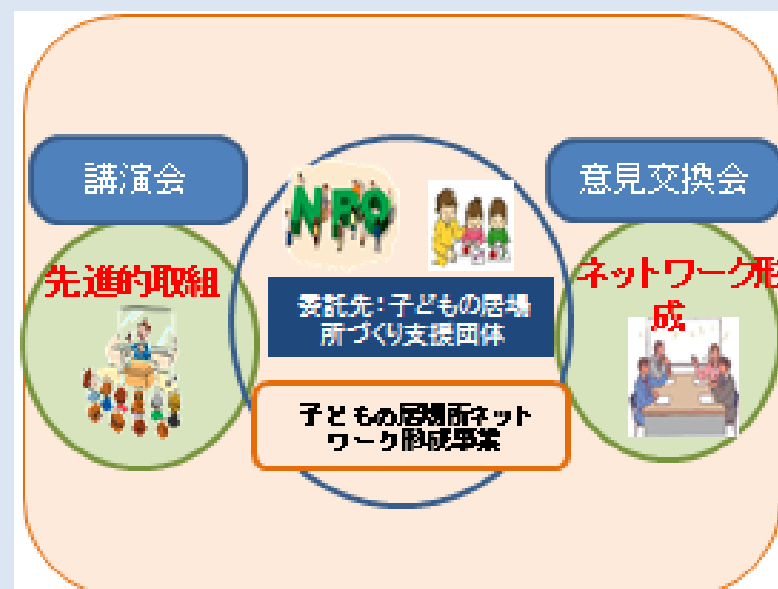 講演会
先進的取組
NPO
委託先：子どもの居場
所づくり支援団体
子どもの居場所ネット
ワーク形成事業
意見交換会
ネットワーク形
成